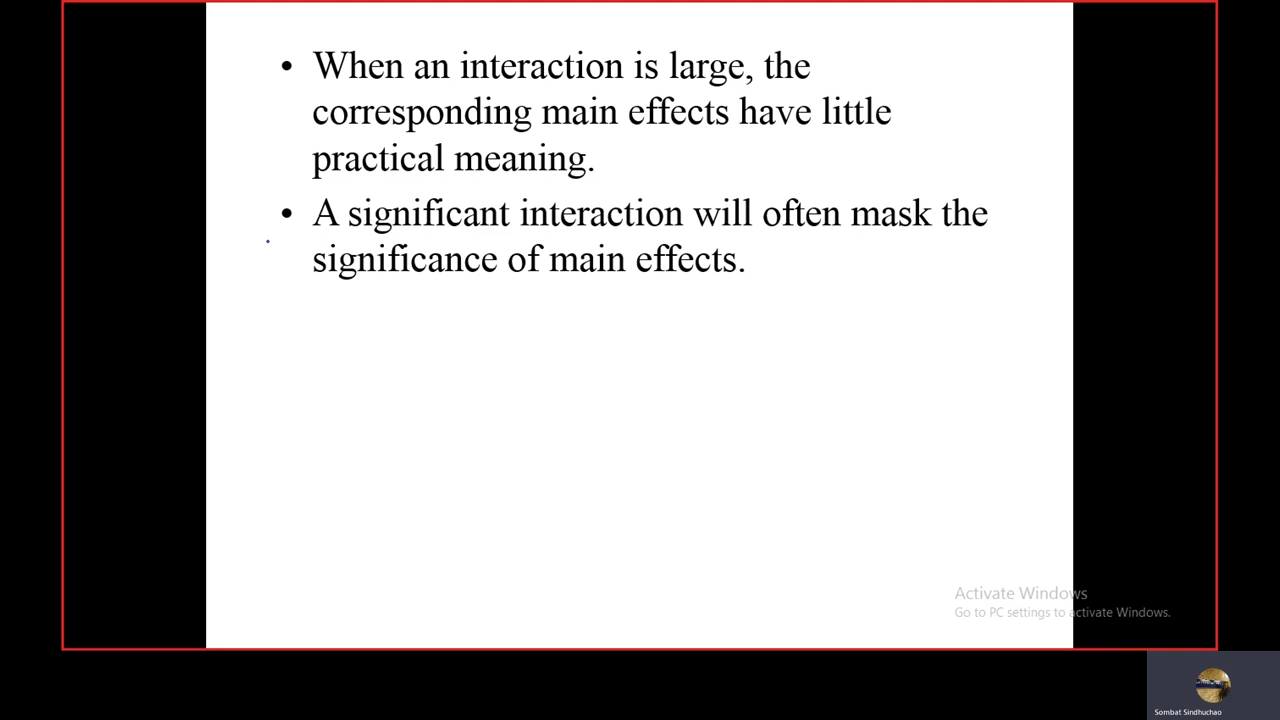 • When an interaction is large, the
corresponding main effects have little
practical meaning.
• A significant interaction will often mask the
significance of main effects.
Activate Windows
Go to PC settings to activate Windows.
Sombat Sindhuchao